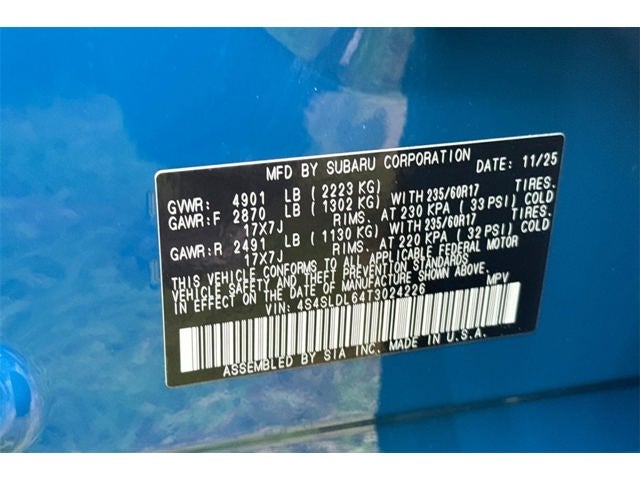 MFD BY SUBARU CORPORATION DATE: 11/25
GVWR: 4901 LB (2223 KG)
GAWR:F 2870 LB (1302 KG) WITH 235/60R17 TIRES.
17X7J RIMS. AT 230 KPA (33 PSI) COLD
GAWR:R 2491 LB (1130 KG) WITH 235/60R17 TIRES.
17X7J RIMS. AT 220 KPA (32 PSI) COLD
THIS VEHICLE CONFORMS TO ALL APPLICABLE FEDERAL MOTOR
VEHICLE SAFETY AND THEFT PREVENTION STANDARDS
IN EFFECT ON THE DATE OF MANUFACTURE SHOWN ABOVE.
VIN: 4S4SLDL64T3024226 MPV
ASSEMBLED BY SIA INC. MADE IN U.S.A.